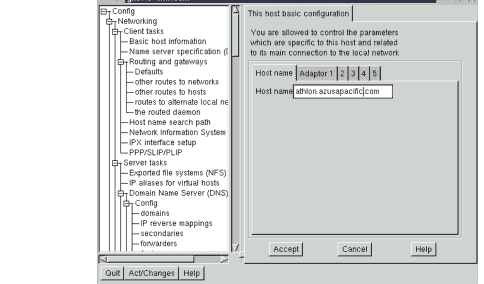 Config
Networking
Client tasks
Basic host information
Name server specification (D
Routing and gateways
Defaults
other routes to networks
other routes to hosts
routes to alternate local ne
the routed daemon
Host name search path
Network Information System
IPX interface setup
PPP/SLIP/PLIP
Server tasks
Exported file systems (NFS)
IP aliases for virtual hosts
Domain Name Server (DNS)
Config
domains
IP reverse mappings
secondaries
forwarders
Quit Act/Changes Help
This host basic configuration
You are allowed to control the parameters
which are specific to this host and related
to its main connection to the local network
Host name Adaptor 1 2 3 4 5
Host name athlon.azusapacific.com
Accept Cancel Help